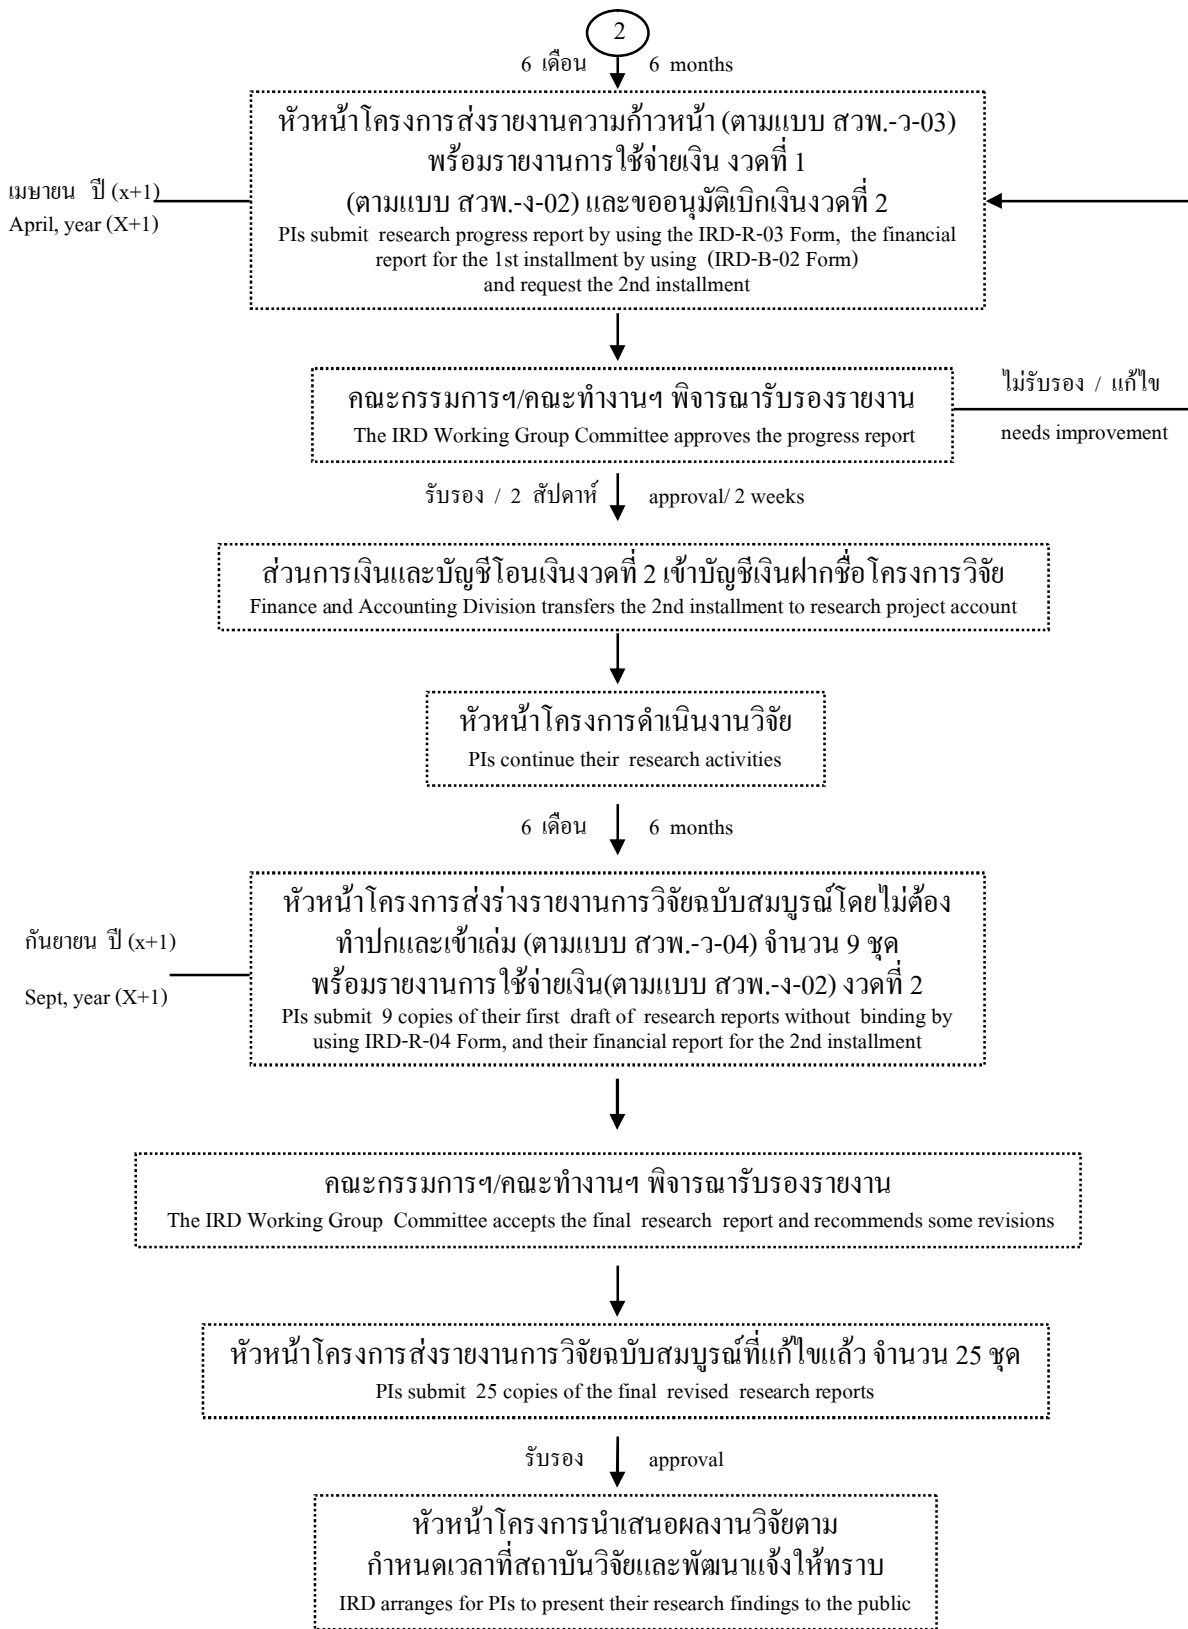 2
6 เดือน 6 months
หัวหน้าโครงการส่งรายงานความก้าวหน้า (ตามแบบ สวพ.-ว-03)
พร้อมรายงานการใช้จ่ายเงิน งวดที่ 1
(ตามแบบ สวพ.-ง-02) และขออนุมัติเบิกเงินงวดที่ 2
PIs submit research progress report by using the IRD-R-03 Form, the financial
report for the 1st installment by using (IRD-B-02 Form)
and request the 2nd installment
เมษายน ปี (x+1)
April, year (X+1)
คณะกรรมการฯ/คณะทำงานฯ พิจารณารับรองรายงาน
The IRD Working Group Committee approves the progress report
ไม่รับรอง / แก้ไข
needs improvement
รับรอง / 2 สัปดาห์ approval/ 2 weeks
ส่วนการเงินและบัญชีโอนเงินงวดที่ 2 เข้าบัญชีเงินฝากชื่อโครงการวิจัย
Finance and Accounting Division transfers the 2nd installment to research project account
หัวหน้าโครงการดำเนินงานวิจัย
PIs continue their research activities
6 เดือน 6 months
หัวหน้าโครงการส่งร่างรายงานการวิจัยฉบับสมบูรณ์โดยไม่ต้อง
ทำปกและเข้าเล่ม (ตามแบบ สวพ.-ว-04) จำนวน 9 ชุด
พร้อมรายงานการใช้จ่ายเงิน(ตามแบบ สวพ.-ง-02) งวดที่ 2
PIs submit 9 copies of their first draft of research reports without binding by
using IRD-R-04 Form, and their financial report for the 2nd installment
กันยายน ปี (x+1)
Sept, year (X+1)
คณะกรรมการฯ/คณะทำงานฯ พิจารณารับรองรายงาน
The IRD Working Group Committee accepts the final research report and recommends some revisions
หัวหน้าโครงการส่งรายงานการวิจัยฉบับสมบูรณ์ที่แก้ไขแล้ว จำนวน 25 ชุด
PIs submit 25 copies of the final revised research reports
รับรอง approval
หัวหน้าโครงการนำเสนอผลงานวิจัยตาม
กำหนดเวลาที่สถาบันวิจัยและพัฒนาแจ้งให้ทราบ
IRD arranges for PIs to present their research findings to the public